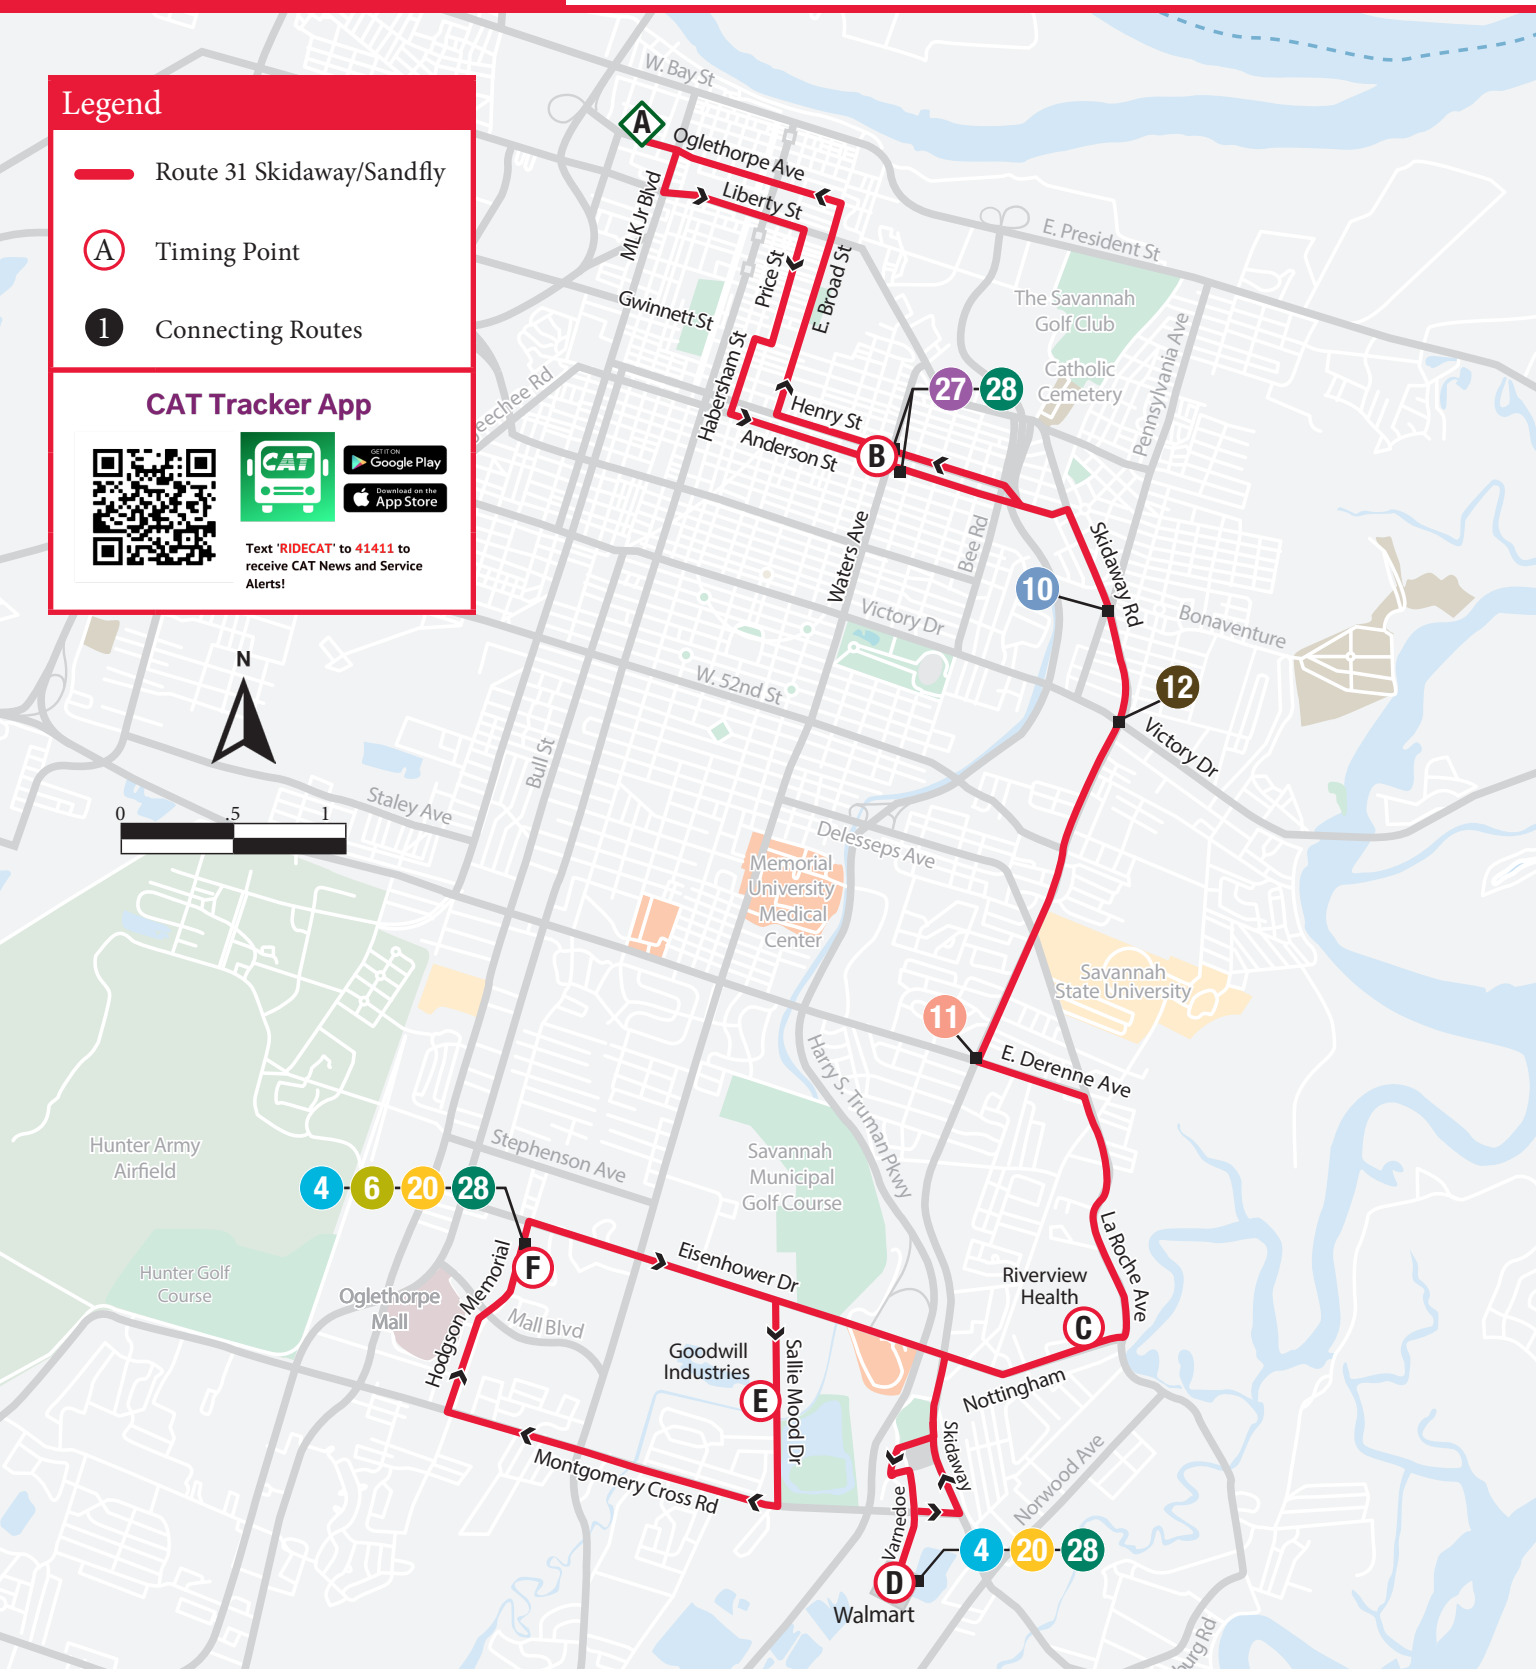 Legend
Route 31 Skidaway/Sandfly
A
Timing Point
1
Connecting Routes
CAT Tracker App
CAT
GET IT ON
Google Play
Download on the
App Store
Text 'RIDECAT' to 41411 to
receive CAT News and Service
Alerts!
N
0 .5 1
W. Bay St
A
Oglethorpe Ave
Liberty St
MLK Jr Blvd
Price St
E. Broad St
E. President St
Gwinnett St
Habersham St
The Savannah
Golf Club
Catholic
Cemetery
Pennsylvania Ave
27 28
Henry St
Anderson St
B
Waters Ave
Bee Rd
Skidaway Rd
10
Bonaventure
Victory Dr
12
Victory Dr
W. 52nd St
Bull St
Staley Ave
Delesseps Ave
Memorial
University
Medical
Center
Savannah
State University
11
E. Derenne Ave
Harry S. Truman Pkwy
Hunter Army
Airfield
Stephenson Ave
Savannah
Municipal
Golf Course
4 6 20 28
F
Eisenhower Dr
La Roche Ave
Riverview
Health
C
Hunter Golf
Course
Oglethorpe
Mall
Hodgson Memorial
Mall Blvd
Goodwill
Industries
E
Sallie Mood Dr
Nottingham
Skidaway
Norwood Ave
Montgomery Cross Rd
Varnedoe
4 20 28
D
Walmart